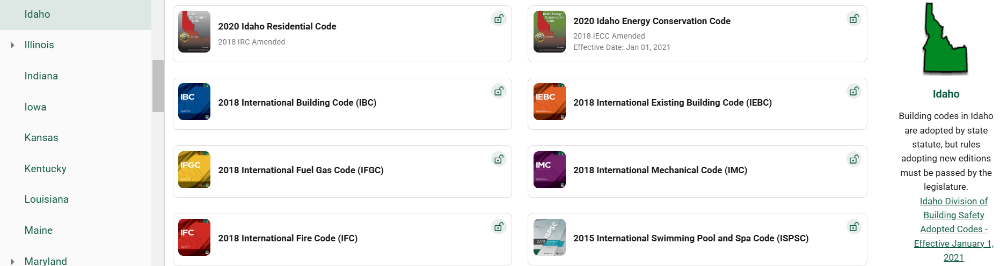 Idaho
Illinois
Indiana
Iowa
Kansas
Kentucky
Louisiana
Maine
Maryland
Idaho
Residential
Code
2020 Idaho Residential Code
2018 IRC Amended
Idaho Energy
Conservation
Code
2020 Idaho Energy Conservation Code
2018 IECC Amended
Effective Date: Jan 01, 2021
IBC
2018 International Building Code (IBC)
IEBC
2018 International Existing Building Code (IEBC)
IFGC
2018 International Fuel Gas Code (IFGC)
IMC
2018 International Mechanical Code (IMC)
IFC
2018 International Fire Code (IFC)
ISPSC
2015
2015 International Swimming Pool and Spa Code (ISPSC)
Idaho
Building codes in Idaho
are adopted by state
statute, but rules
adopting new editions
must be passed by the
legislature.
Idaho Division of
Building Safety
Adopted Codes -
Effective January 1,
2021